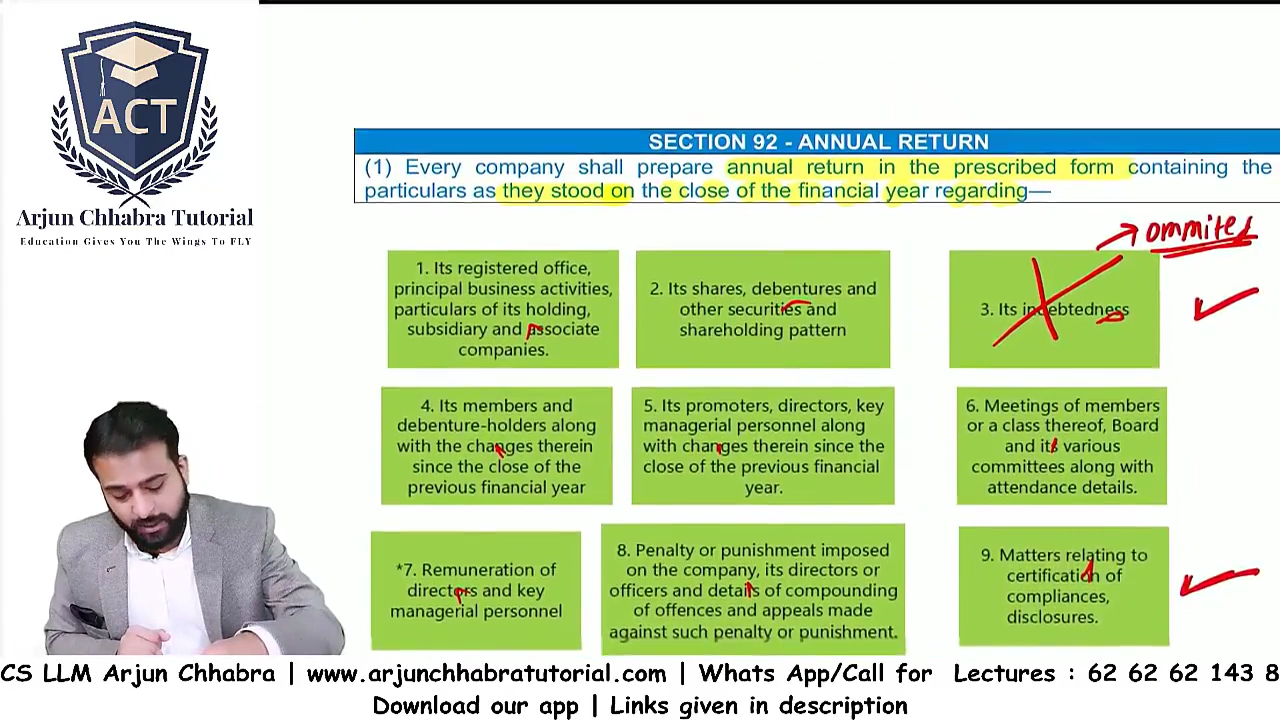 ACT
Arjun Chhabra Tutorial
Education Gives You The Wings To FLY
SECTION 92 - ANNUAL RETURN
(1) Every company shall prepare annual return in the prescribed form containing the
particulars as they stood on the close of the financial year regarding—
ommited
1. Its registered office,
principal business activities,
particulars of its holding,
subsidiary and associate
companies.
2. Its shares, debentures and
other securities and
shareholding pattern
3. Its indebtedness
4. Its members and
debenture-holders along
with the changes therein
since the close of the
previous financial year
5. Its promoters, directors, key
managerial personnel along
with changes therein since the
close of the previous financial
year.
6. Meetings of members
or a class thereof, Board
and its various
committees along with
attendance details.
*7. Remuneration of
directors and key
managerial personnel
8. Penalty or punishment imposed
on the company, its directors or
officers and details of compounding
of offences and appeals made
against such penalty or punishment.
9. Matters relating to
certification of
compliances,
disclosures.
CS LLM Arjun Chhabra | www.arjunchhabratutorial.com | Whats App/Call for Lectures : 62 62 62 143 8
Download our app | Links given in description